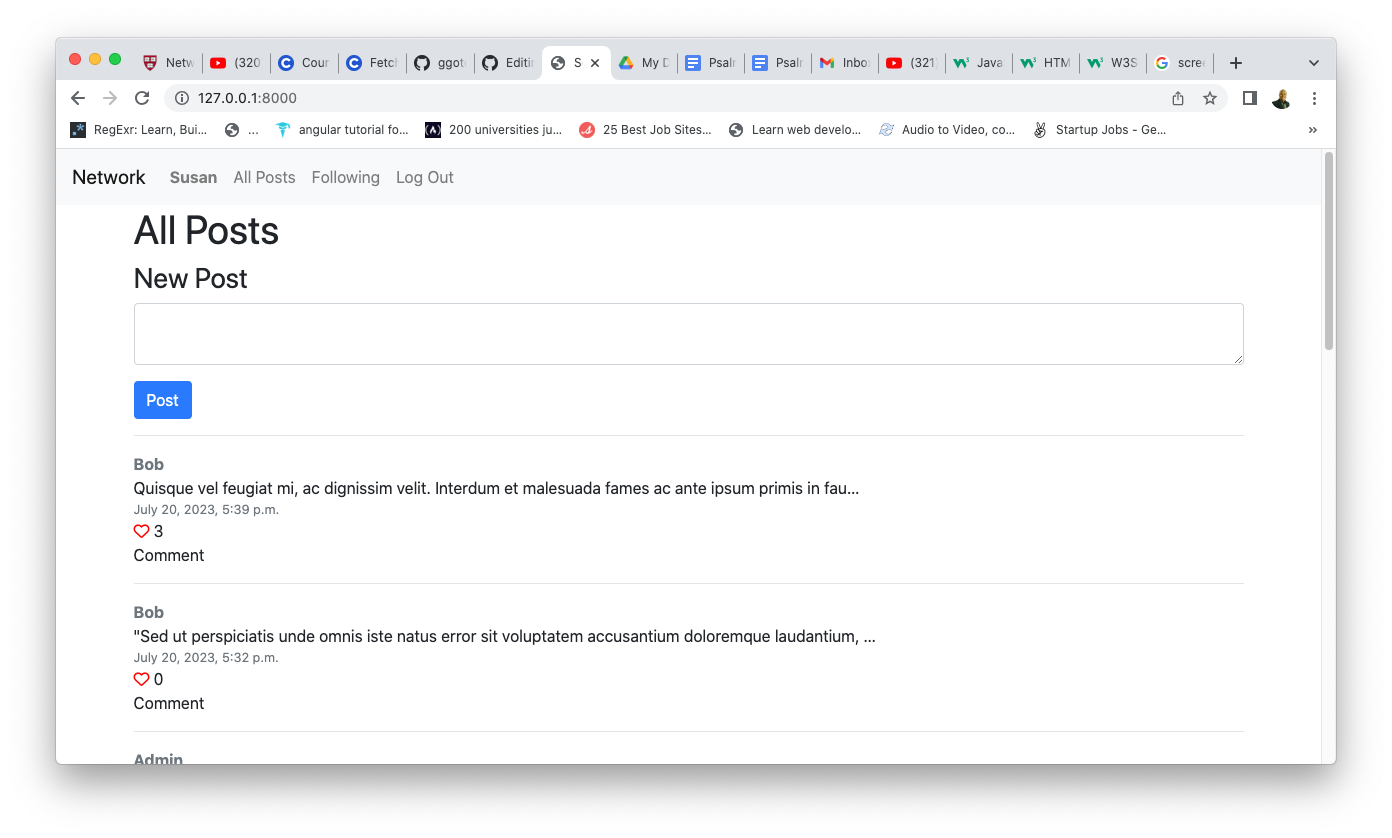 Netw (320 Cour Fetc ggot Editi S My D Psalr Psalr Inbo (321 Java HTM W3S scre
127.0.0.1:8000
RegExr: Learn, Bui... ... angular tutorial fo... 200 universities ju... 25 Best Job Sites... Learn web develo... Audio to Video, co... Startup Jobs - Ge... »
Network Susan All Posts Following Log Out
All Posts
New Post
Post
Bob
Quisque vel feugiat mi, ac dignissim velit. Interdum et malesuada fames ac ante ipsum primis in fau...
July 20, 2023, 5:39 p.m.
3
Comment
Bob
"Sed ut perspiciatis unde omnis iste natus error sit voluptatem accusantium doloremque laudantium, ...
July 20, 2023, 5:32 p.m.
0
Comment
Admin